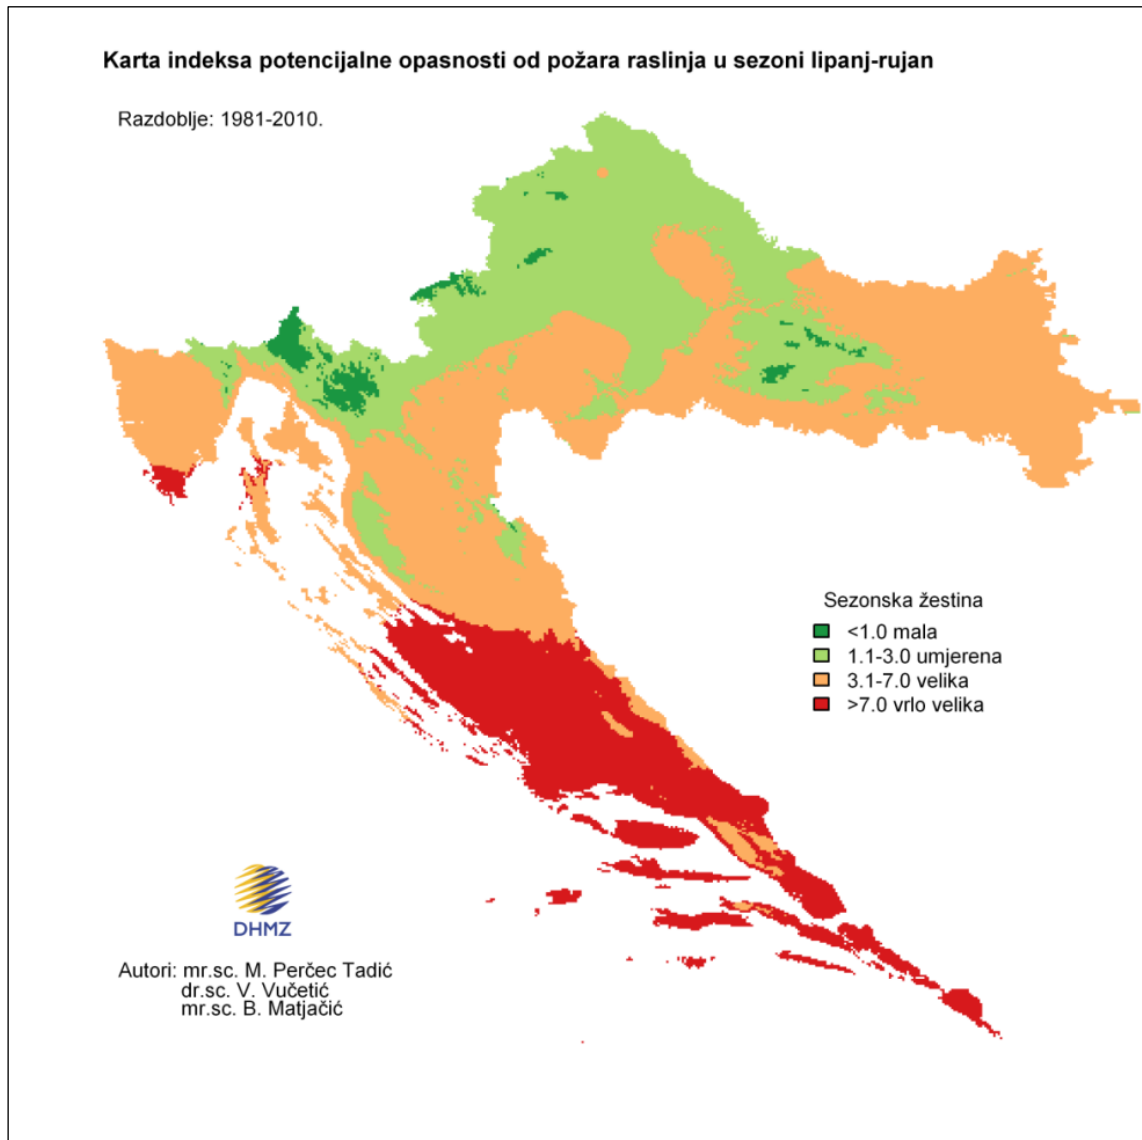 Karta indeksa potencijalne opasnosti od požara raslinja u sezoni lipanj-rujan
Razdoblje: 1981-2010.
Sezonska žestina
<1.0 mala
1.1-3.0 umjerena
3.1-7.0 velika
>7.0 vrlo velika
DHMZ
Autori: mr.sc. M. Perčec Tadić
dr.sc. V. Vučetić
mr.sc. B. Matjačić